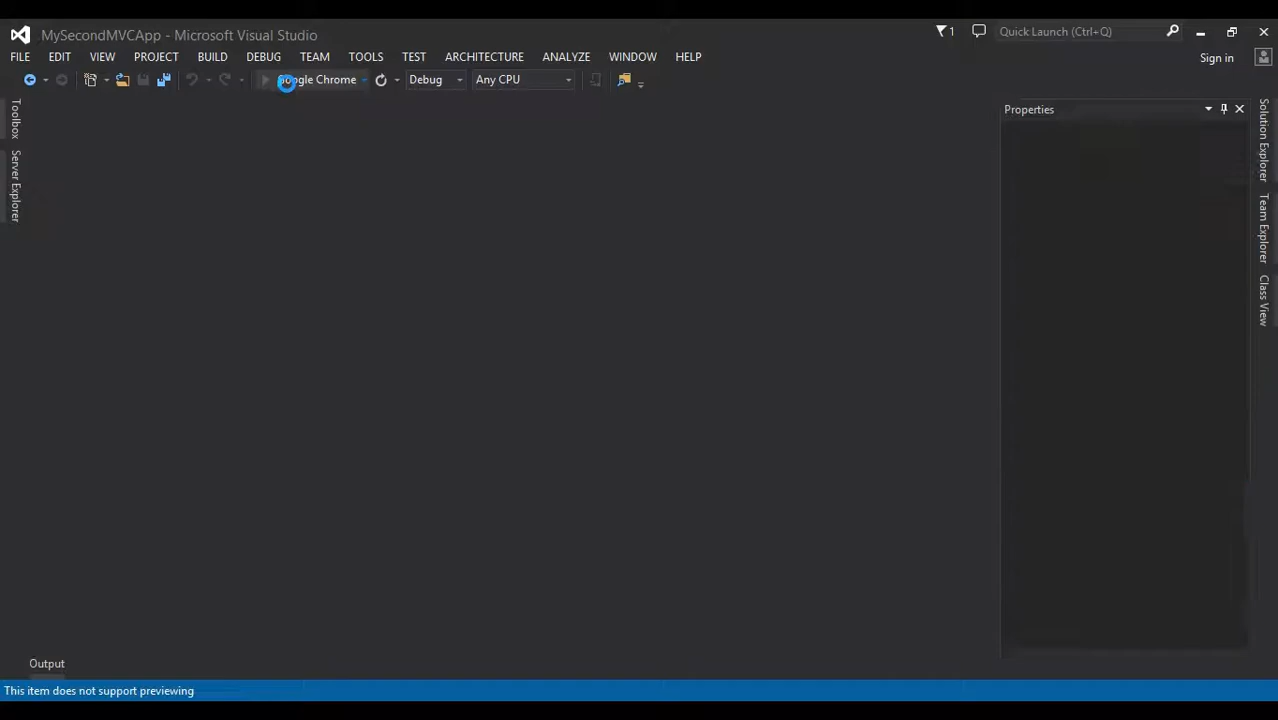 MySecondMVCApp - Microsoft Visual Studio
1
Quick Launch (Ctrl+Q)
FILE EDIT VIEW PROJECT BUILD DEBUG TEAM TOOLS TEST ARCHITECTURE ANALYZE WINDOW HELP
Sign in
Google Chrome Debug Any CPU
Toolbox
Server Explorer
Properties
Solution Explorer
Team Explorer
Class View
Output
This item does not support previewing